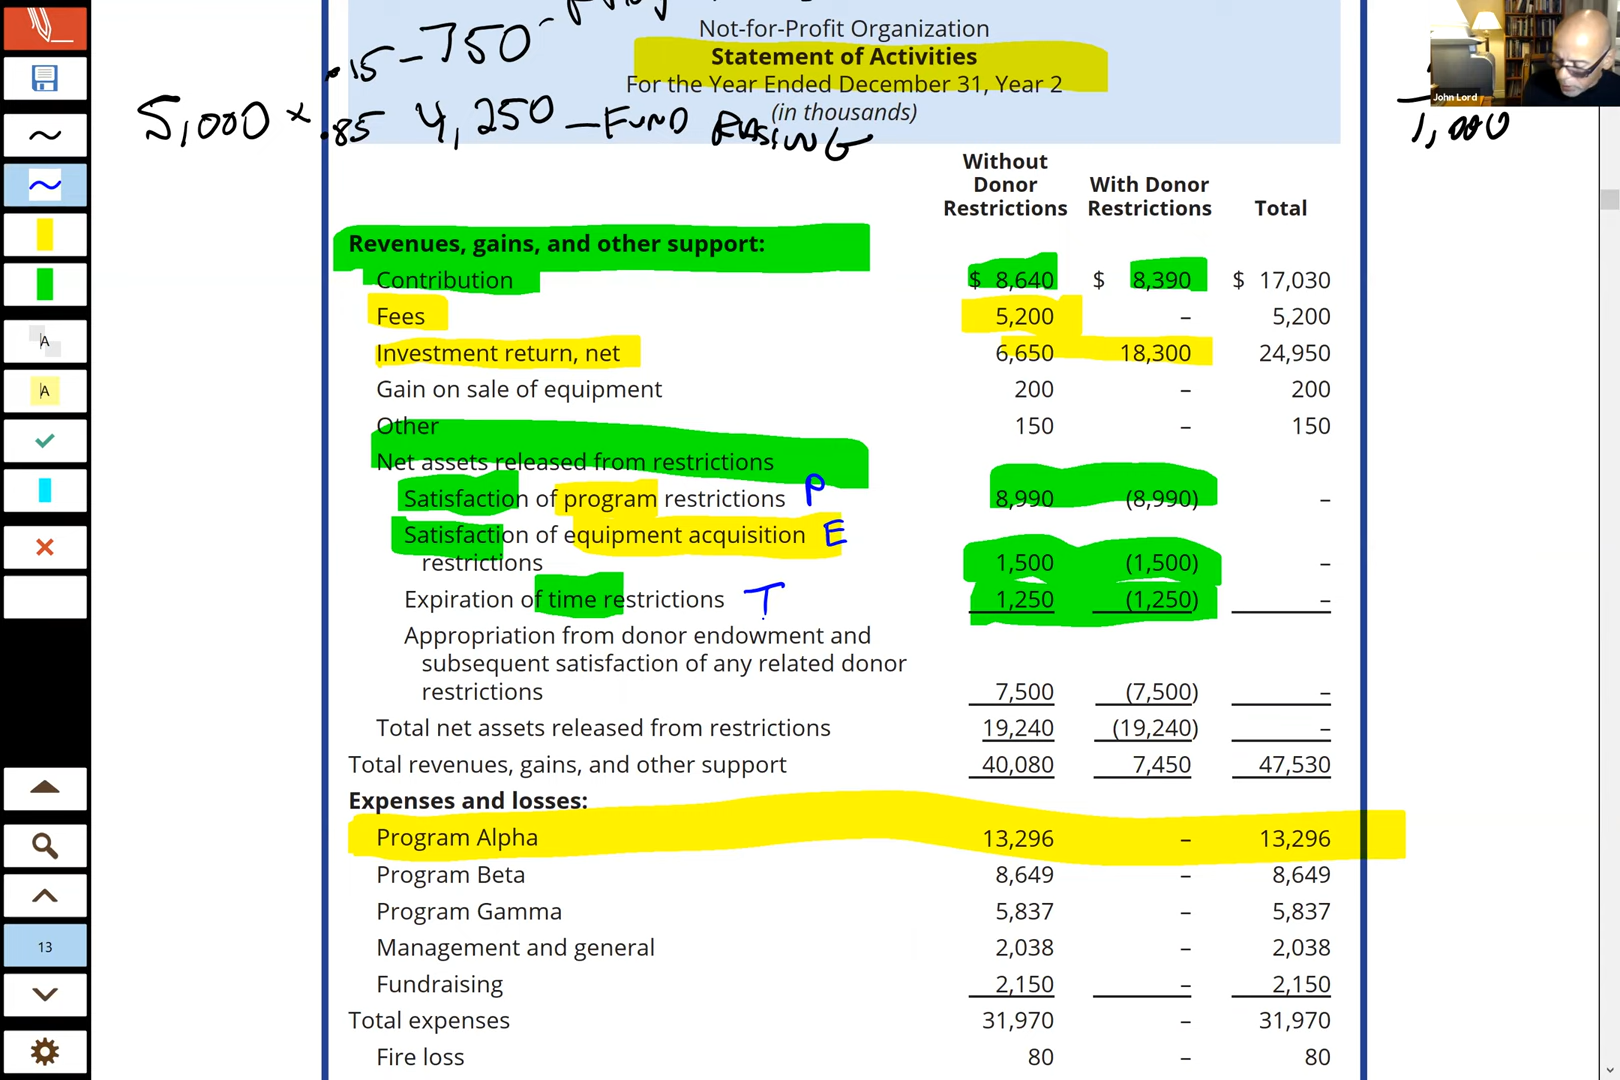 Not-for-Profit Organization
.15 - 750 -
Statement of Activities
For the Year Ended December 31, Year 2
(in thousands)
5,000 × .85 4,250 - FUND RASING
1,000
John Lord
Without Donor Restrictions With Donor Restrictions Total
Revenues, gains, and other support:
Contribution $ 8,640 $ 8,390 $ 17,030
Fees 5,200 – 5,200
Investment return, net 6,650 18,300 24,950
Gain on sale of equipment 200 – 200
Other 150 – 150
Net assets released from restrictions
Satisfaction of program restrictions P 8,990 (8,990) –
Satisfaction of equipment acquisition E
restrictions 1,500 (1,500) –
Expiration of time restrictions T 1,250 (1,250) –
Appropriation from donor endowment and
subsequent satisfaction of any related donor
restrictions 7,500 (7,500) –
Total net assets released from restrictions 19,240 (19,240) –
Total revenues, gains, and other support 40,080 7,450 47,530
Expenses and losses:
Program Alpha 13,296 – 13,296
Program Beta 8,649 – 8,649
Program Gamma 5,837 – 5,837
Management and general 2,038 – 2,038
Fundraising 2,150 – 2,150
Total expenses 31,970 – 31,970
Fire loss 80 – 80
A
A
13